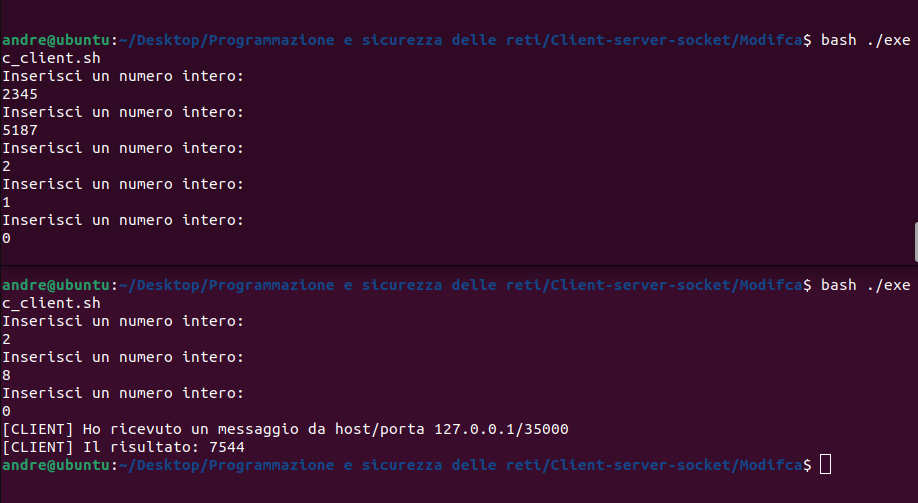 andre@ubuntu:~/Desktop/Programmazione e sicurezza delle reti/Client-server-socket/Modifca$ bash ./exe
c_client.sh
Inserisci un numero intero:
2345
Inserisci un numero intero:
5187
Inserisci un numero intero:
2
Inserisci un numero intero:
1
Inserisci un numero intero:
0
andre@ubuntu:~/Desktop/Programmazione e sicurezza delle reti/Client-server-socket/Modifca$ bash ./exe
c_client.sh
Inserisci un numero intero:
2
Inserisci un numero intero:
8
Inserisci un numero intero:
0
[CLIENT] Ho ricevuto un messaggio da host/porta 127.0.0.1/35000
[CLIENT] Il risultato: 7544
andre@ubuntu:~/Desktop/Programmazione e sicurezza delle reti/Client-server-socket/Modifca$